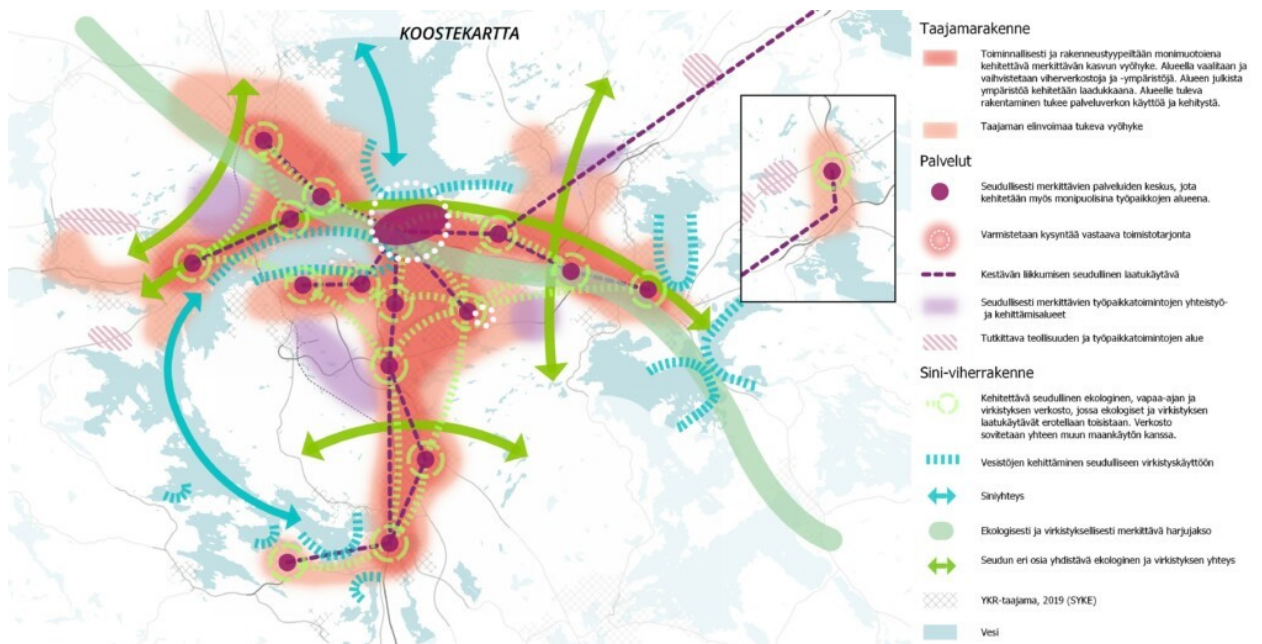 KOOSTEKARTTA
Taajamarakenne
Toiminnallisesti ja rakennustyypeiltään monimuotoiena
kehitettävä merkittävän kasvun vyöhyke. Alueella vaalitaan ja
vaihvistetaan viherverkostoja ja -ympäristöjä. Alueen julkista
ympäristöä kehitetään laadukkaana. Alueelle tuleva
rakentaminen tukee palveluverkon käyttöä ja kehitystä.
Taajaman elinvoimaa tukeva vyöhyke
Palvelut
Seudullisesti merkittävien palveluiden keskus, jota
kehitetään myös monipuolisina työpaikkojen alueena.
Varmistetaan kysyntää vastaava toimistotarjonta
Kestävän liikkumisen seudullinen laatukäytävä
Seudullisesti merkittävien työpaikkatoimintojen yhteistyö-
ja kehittämisalueet
Tutkittava teollisuuden ja työpaikkatoimintojen alue
Sini-viherrakenne
Kehitettävä seudullinen ekologinen, vapaa-ajan ja
virkistyksen verkosto, jossa ekologiset ja virkistyksen
laatukäytävät erotellaan toisistaan. Verkosto
sovitetaan yhteen muun maankäytön kanssa.
Vesistöjen kehittäminen seudulliseen virkistyskäyttöön
Siniyhteys
Ekologisesti ja virkistyksellisesti merkittävä harjujakso
Seudun eri osia yhdistävä ekologinen ja virkistyksen yhteys
YKR-taajama, 2019 (SYKE)
Vesi